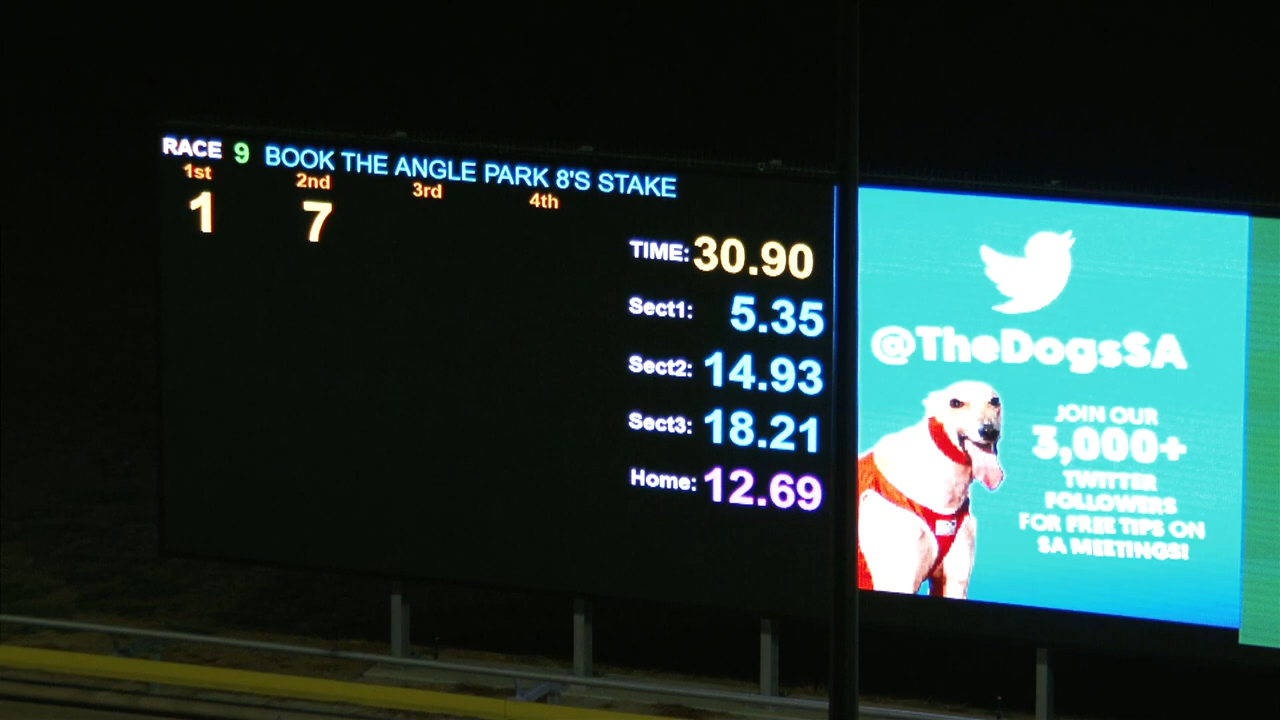 RACE 9 BOOK THE ANGLE PARK 8'S STAKE
1st 2nd 3rd 4th
1 7
TIME: 30.90
Sect1: 5.35
Sect2: 14.93
Sect3: 18.21
Home: 12.69
@TheDogsSA
JOIN OUR
3,000+
TWITTER
FOLLOWERS
FOR FREE TIPS ON
SA MEETINGS!